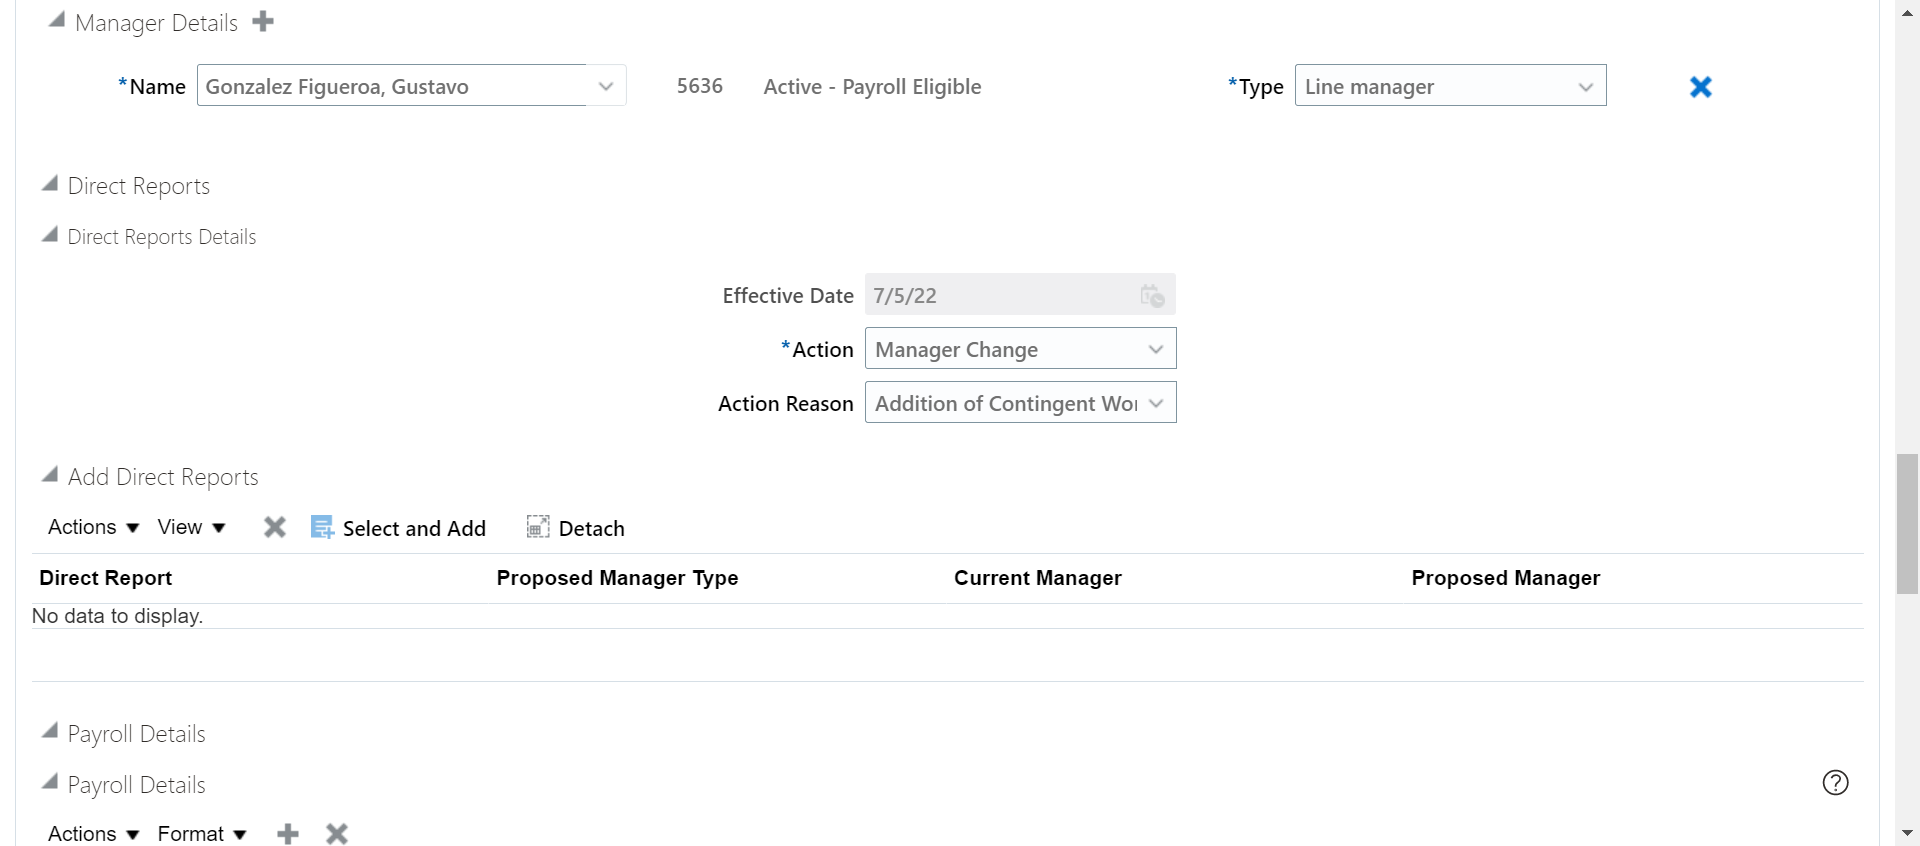 Manager Details
*Name Gonzalez Figueroa, Gustavo 5636 Active - Payroll Eligible *Type Line manager
Direct Reports
Direct Reports Details
Effective Date 7/5/22
*Action Manager Change
Action Reason Addition of Contingent
Add Direct Reports
Actions View Select and Add Detach
Direct Report Proposed Manager Type Current Manager Proposed Manager
No data to display.
Payroll Details
Payroll Details ?
Actions Format